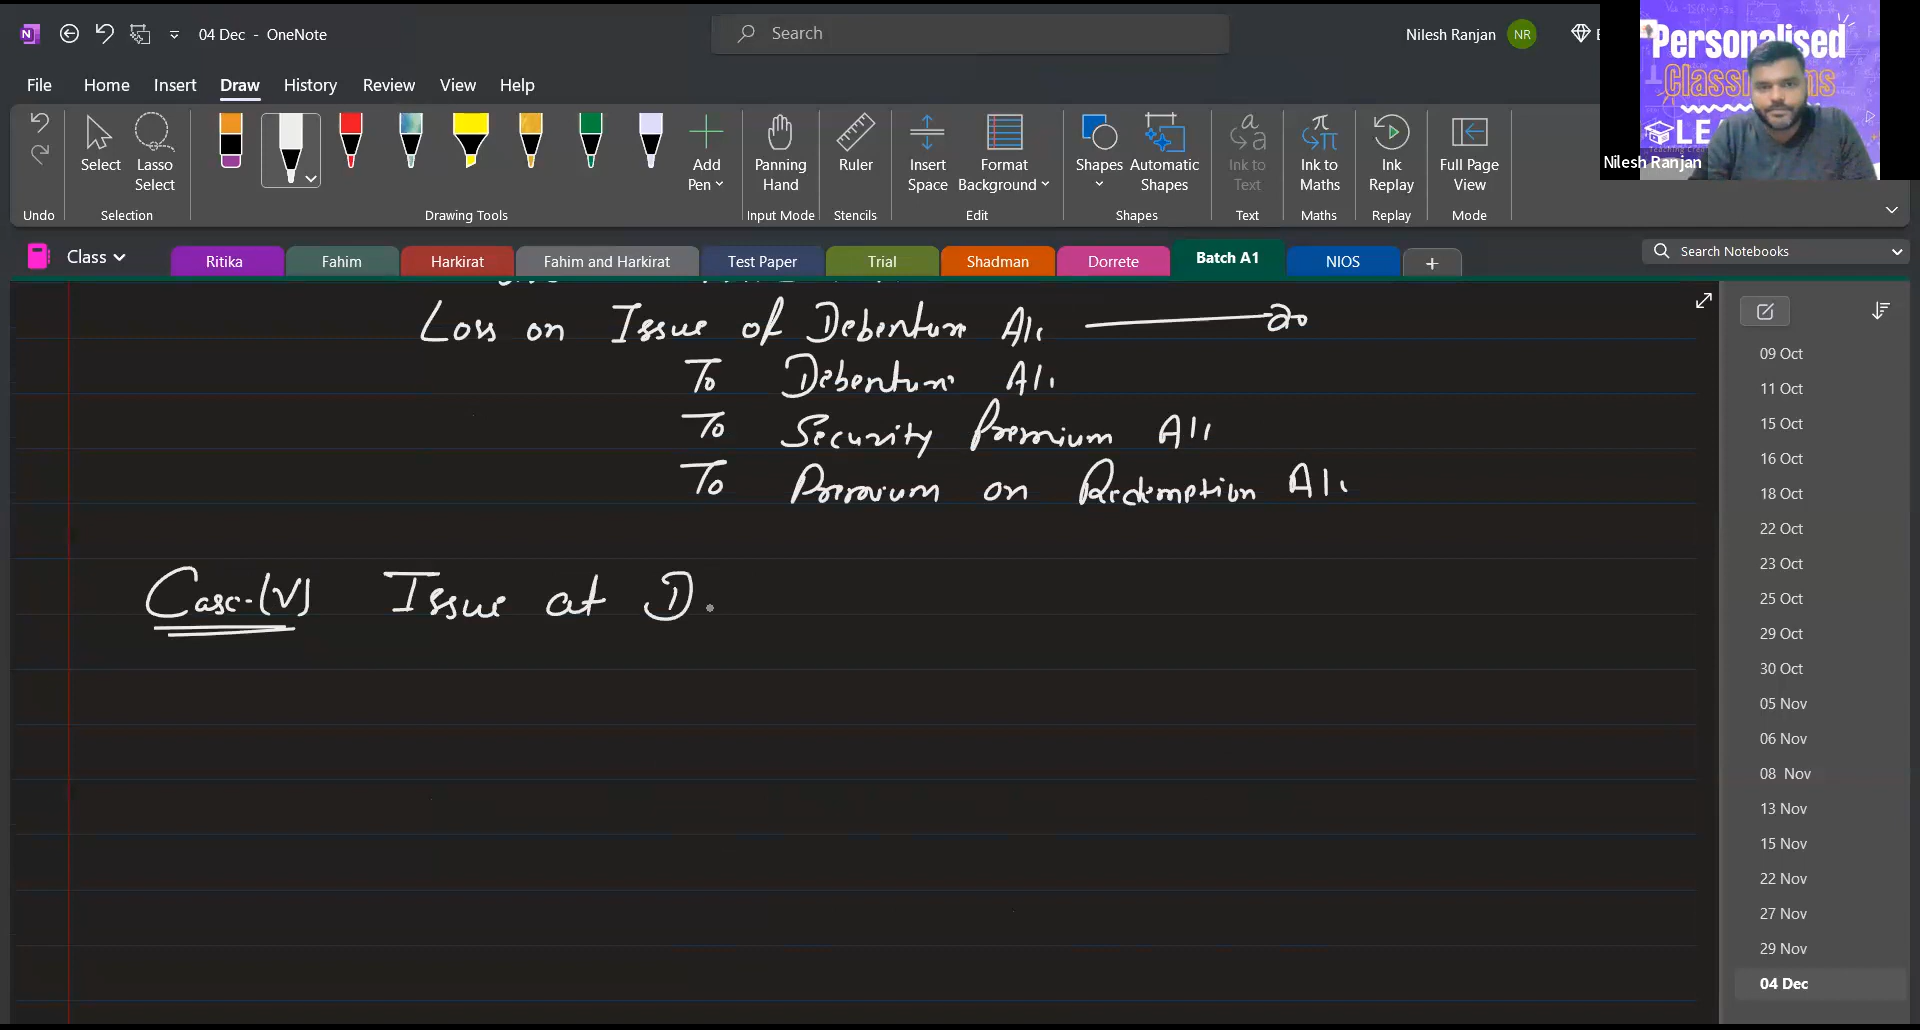 04 Dec - OneNote
Search
Nilesh Ranjan NR
Personalised
Classrooms
LE
Nilesh Ranjan
File Home Insert Draw History Review View Help
Select Lasso Select Add Pen Panning Hand Ruler Insert Space Format Background Shapes Automatic Shapes Ink to Text Ink to Maths Ink Replay Full Page View
Undo Selection Drawing Tools Input Mode Stencils Edit Shapes Text Maths Replay Mode
Class Ritika Fahim Harkirat Fahim and Harkirat Test Paper Trial Shadman Dorrete Batch A1 NIOS + Search Notebooks
Loss on Issue of Debenture A/c 20
To Debenture A/c
To Security Premium A/c
To Premium on Redemption A/c
Case-(V) Issue at D
09 Oct
11 Oct
15 Oct
16 Oct
18 Oct
22 Oct
23 Oct
25 Oct
29 Oct
30 Oct
05 Nov
06 Nov
08 Nov
13 Nov
15 Nov
22 Nov
27 Nov
29 Nov
04 Dec